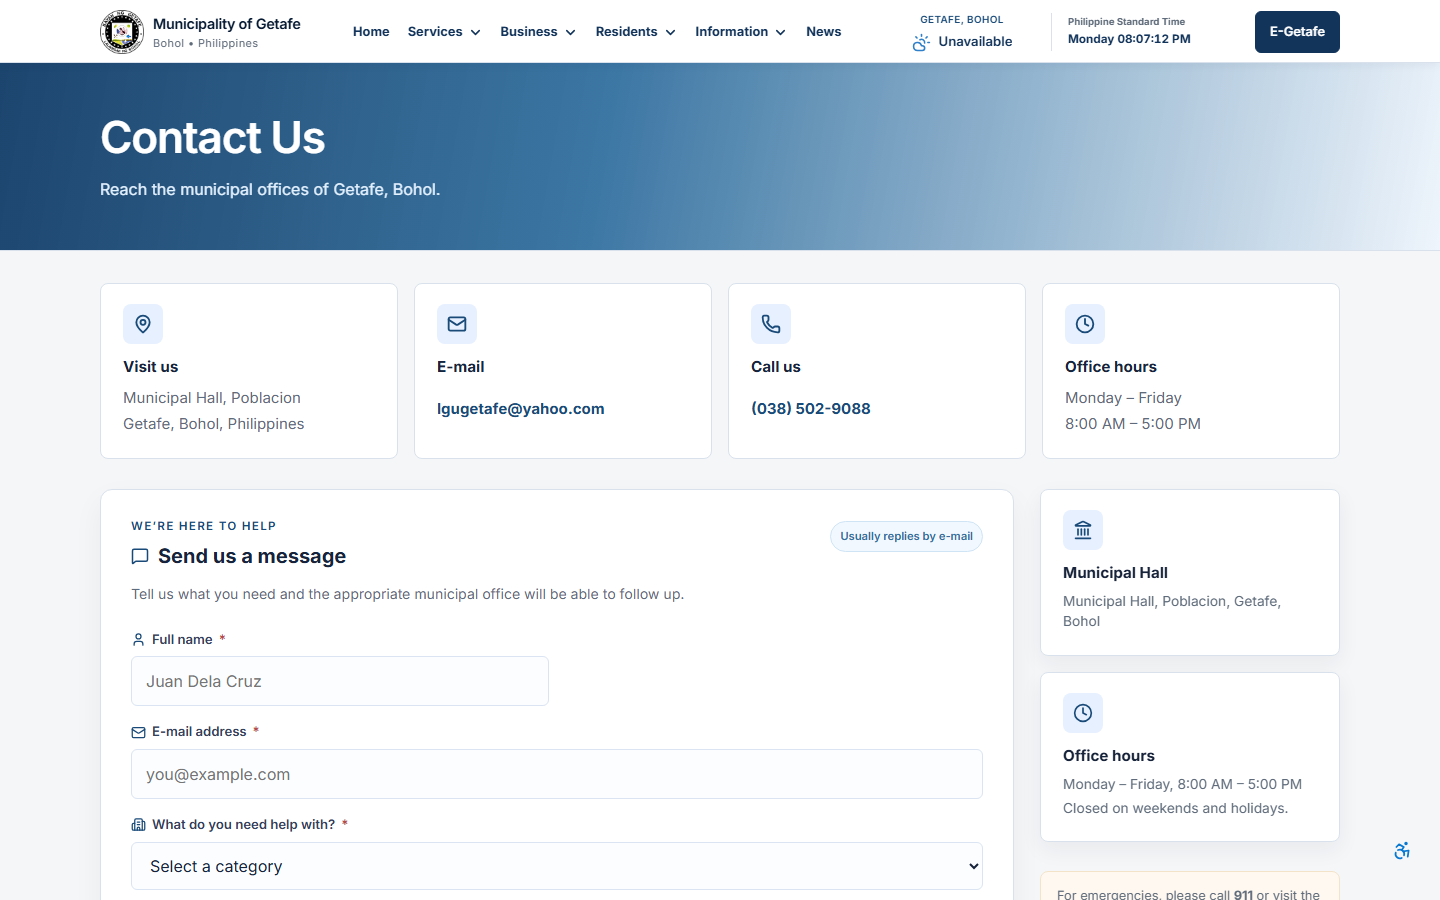 Municipality of Getafe
Bohol • Philippines
Home
Services
Business
Residents
Information
News
GETAFE, BOHOL
Unavailable
Philippine Standard Time
Monday 08:07:12 PM
E-Getafe
Contact Us
Reach the municipal offices of Getafe, Bohol.
Visit us
Municipal Hall, Poblacion
Getafe, Bohol, Philippines
E-mail
lgugetafe@yahoo.com
Call us
(038) 502-9088
Office hours
Monday – Friday
8:00 AM – 5:00 PM
WE'RE HERE TO HELP
Send us a message
Usually replies by e-mail
Tell us what you need and the appropriate municipal office will be able to follow up.
Full name *
Juan Dela Cruz
E-mail address *
you@example.com
What do you need help with? *
Select a category
Municipal Hall
Municipal Hall, Poblacion, Getafe,
Bohol
Office hours
Monday – Friday, 8:00 AM – 5:00 PM
Closed on weekends and holidays.
For emergencies, please call 911 or visit the